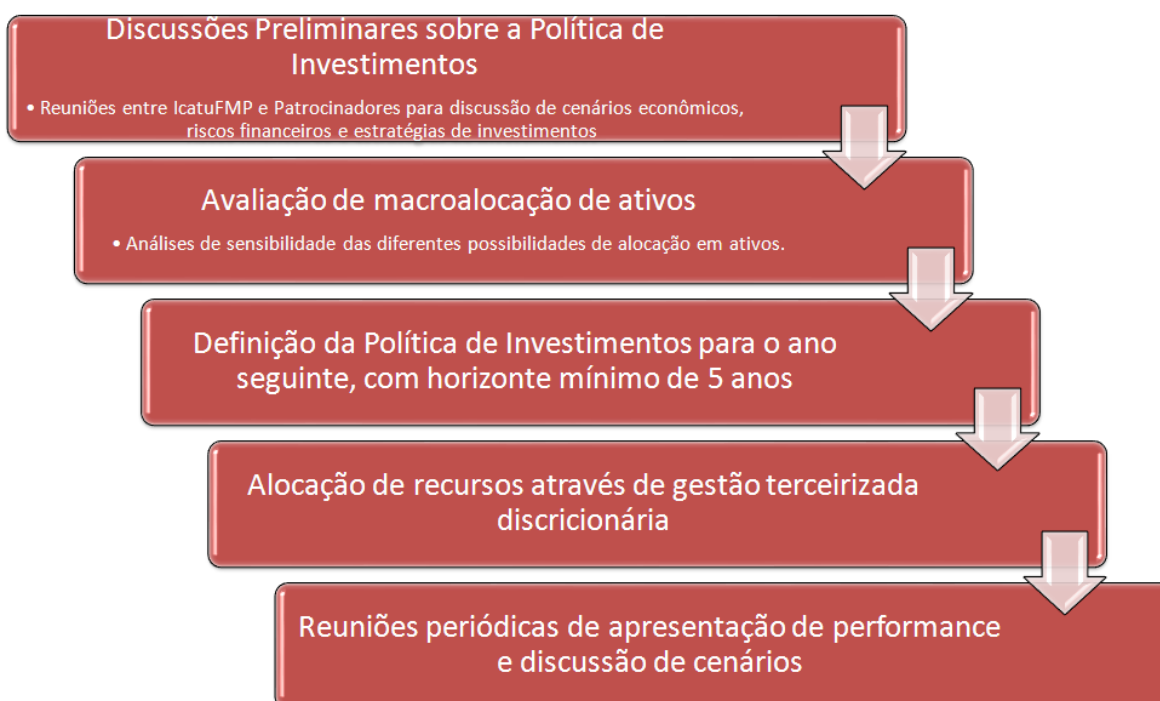 Discussões Preliminares sobre a Política de
Investimentos
• Reuniões entre IcatuFMP e Patrocinadores para discussão de cenários econômicos,
riscos financeiros e estratégias de investimentos
Avaliação de macroalocação de ativos
• Análises de sensibilidade das diferentes possibilidades de alocação em ativos.
Definição da Política de Investimentos para o ano
seguinte, com horizonte mínimo de 5 anos
Alocação de recursos através de gestão terceirizada
discricionária
Reuniões periódicas de apresentação de performance
e discussão de cenários